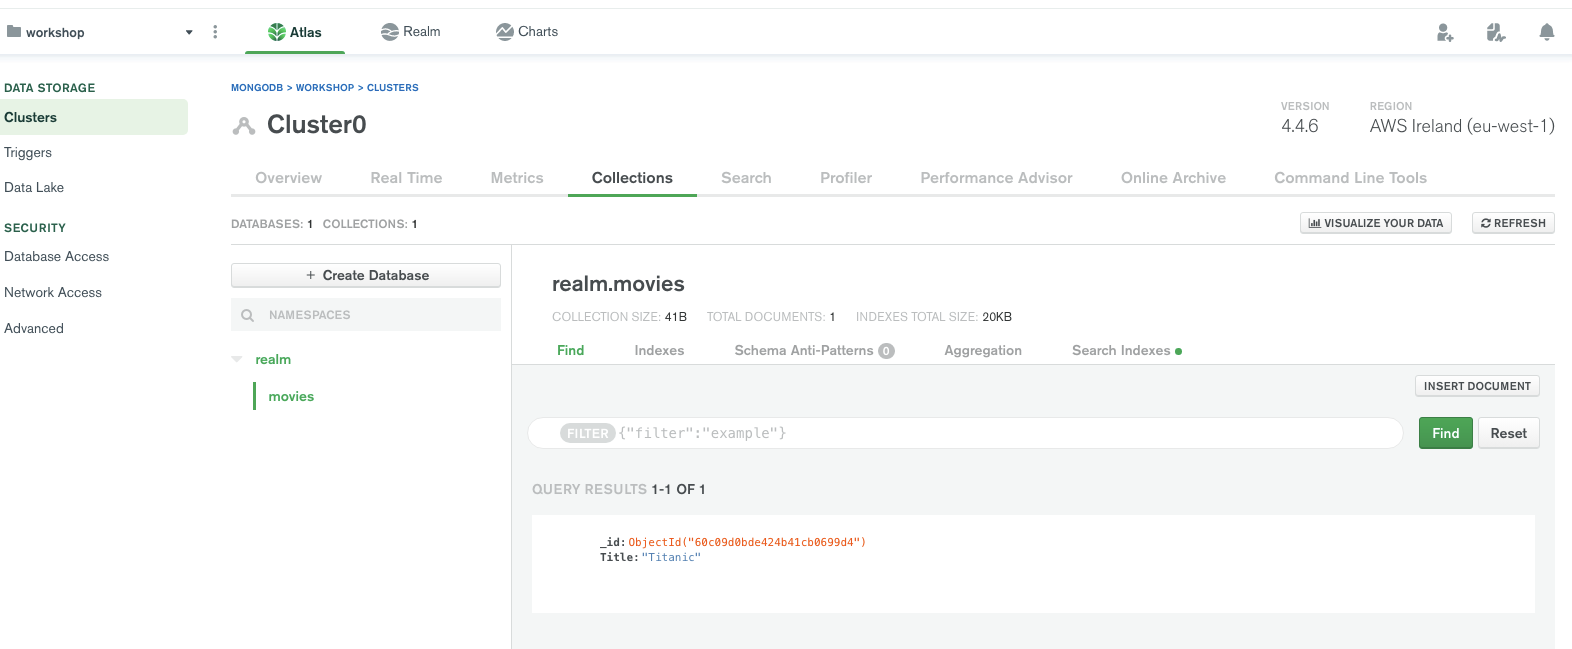 workshop
Atlas
Realm
Charts
DATA STORAGE
Clusters
Triggers
Data Lake
SECURITY
Database Access
Network Access
Advanced
MONGODB > WORKSHOP > CLUSTERS
Cluster0
VERSION
4.4.6
REGION
AWS Ireland (eu-west-1)
Overview
Real Time
Metrics
Collections
Search
Profiler
Performance Advisor
Online Archive
Command Line Tools
DATABASES: 1 COLLECTIONS: 1
VISUALIZE YOUR DATA
REFRESH
+ Create Database
NAMESPACES
realm
movies
realm.movies
COLLECTION SIZE: 41B TOTAL DOCUMENTS: 1 INDEXES TOTAL SIZE: 20KB
Find
Indexes
Schema Anti-Patterns 0
Aggregation
Search Indexes
INSERT DOCUMENT
FILTER {"filter":"example"}
Find
Reset
QUERY RESULTS 1-1 OF 1
_id: ObjectId("60c09d0bde424b41cb0699d4")
Title: "Titanic"